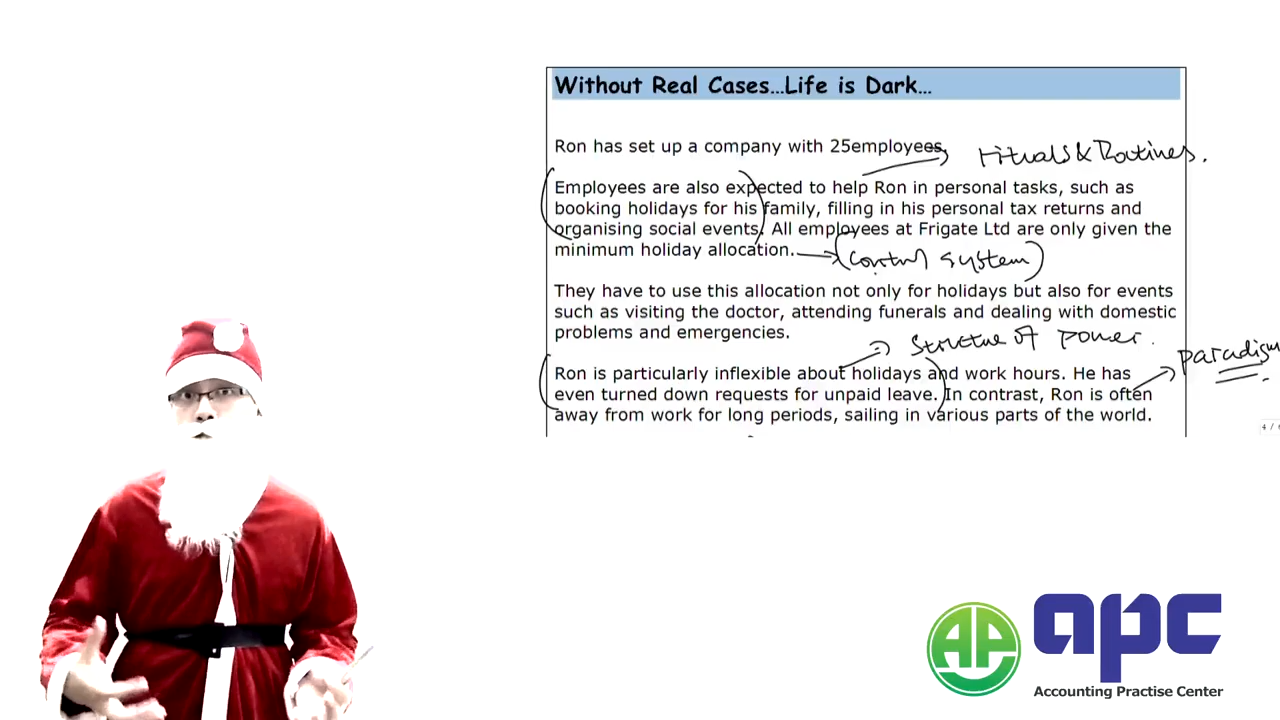 Without Real Cases...Life is Dark...
Ron has set up a company with 25employees.
rituals & Routines.
Employees are also expected to help Ron in personal tasks, such as
booking holidays for his family, filling in his personal tax returns and
organising social events. All employees at Frigate Ltd are only given the
minimum holiday allocation.
(control system)
They have to use this allocation not only for holidays but also for events
such as visiting the doctor, attending funerals and dealing with domestic
problems and emergencies.
Structure of power.
paradigm
Ron is particularly inflexible about holidays and work hours. He has
even turned down requests for unpaid leave. In contrast, Ron is often
away from work for long periods, sailing in various parts of the world.
4 / 6
AP
apc
Accounting Practise Center